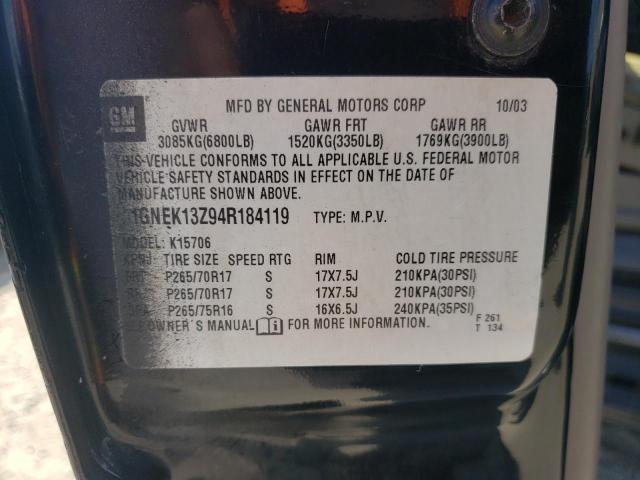 GM
MFD BY GENERAL MOTORS CORP 10/03
GVWR GAWR FRT GAWR RR
3085KG(6800LB) 1520KG(3350LB) 1769KG(3900LB)
THIS VEHICLE CONFORMS TO ALL APPLICABLE U.S. FEDERAL MOTOR
VEHICLE SAFETY STANDARDS IN EFFECT ON THE DATE OF
MANUFACTURE SHOWN ABOVE.
1GNEK13Z94R184119 TYPE: M.P.V.
MODEL: K15706
TIRE SIZE SPEED RTG RIM COLD TIRE PRESSURE
FRT P265/70R17 S 17X7.5J 210KPA(30PSI)
P265/70R17 S 17X7.5J 210KPA(30PSI)
SPA P265/75R16 S 16X6.5J 240KPA(35PSI)
OWNER'S MANUAL FOR MORE INFORMATION. F 261
T 134